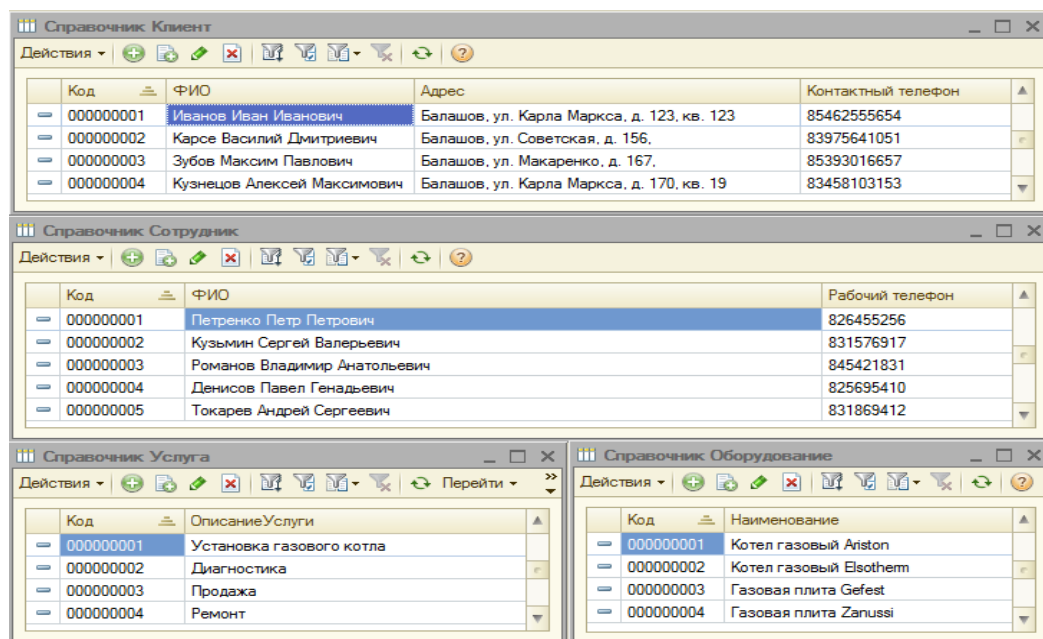 Справочник Клиент
Действия
Код ФИО Адрес Контактный телефон
000000001 Иванов Иван Иванович Балашов, ул. Карла Маркса, д. 123, кв. 123 85462555654
000000002 Карсе Василий Дмитриевич Балашов, ул. Советская, д. 156, 83975641051
000000003 Зубов Максим Павлович Балашов, ул. Макаренко, д. 167, 85393016657
000000004 Кузнецов Алексей Максимович Балашов, ул. Карла Маркса, д. 170, кв. 19 83458103153
Справочник Сотрудник
Действия
Код ФИО Рабочий телефон
000000001 Петренко Петр Петрович 826455256
000000002 Кузьмин Сергей Валерьевич 831576917
000000003 Романов Владимир Анатольевич 845421831
000000004 Денисов Павел Генадьевич 825695410
000000005 Токарев Андрей Сергеевич 831869412
Справочник Услуга
Действия Перейти
Код ОписаниеУслуги
000000001 Установка газового котла
000000002 Диагностика
000000003 Продажа
000000004 Ремонт
Справочник Оборудование
Действия
Код Наименование
000000001 Котел газовый Ariston
000000002 Котел газовый Elsotherm
000000003 Газовая плита Gefest
000000004 Газовая плита Zanussi